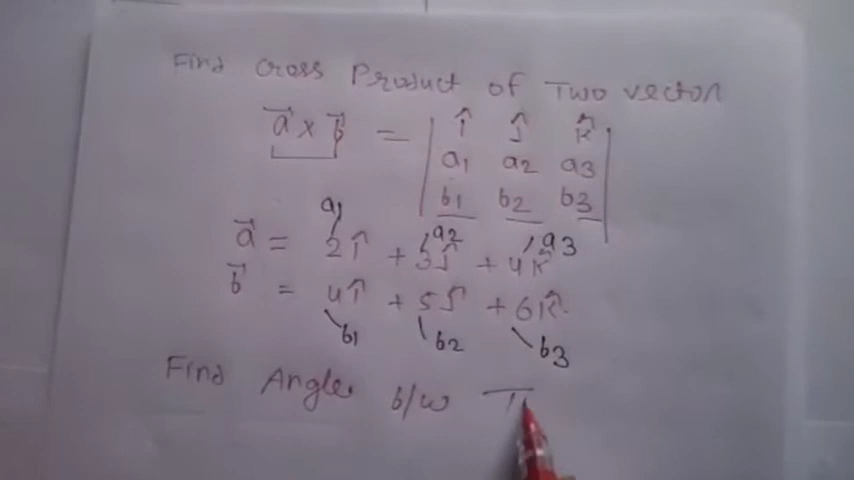 Find Cross Product of Two vector
a⃗ × b⃗ = | î ĵ k̂ |
| a1 a2 a3 |
| b1 b2 b3 |
a1 a2 a3
a⃗ = 2î + 3ĵ + 4k̂
b⃗ = 4î + 5ĵ + 6k̂
b1 b2 b3
Find Angle b/w